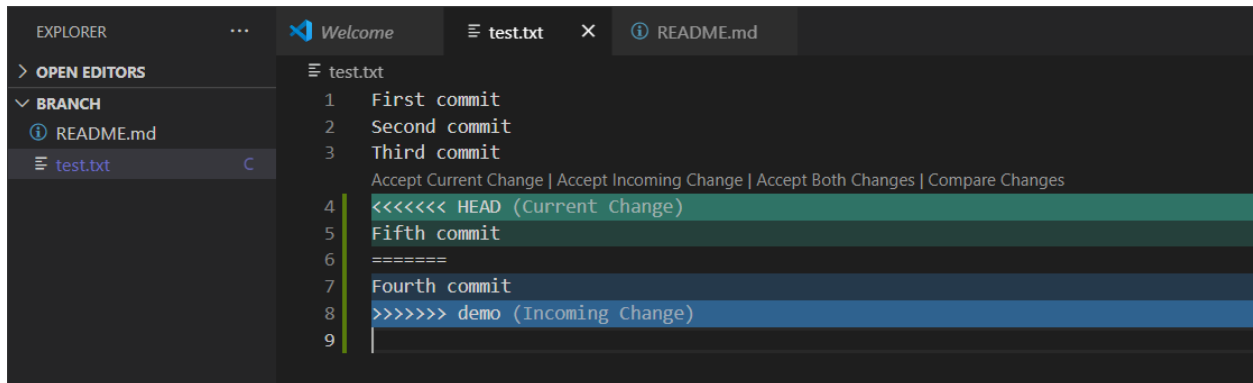 EXPLORER ...
Welcome test.txt README.md
OPEN EDITORS
test.txt
BRANCH
README.md
test.txt C
1 First commit
2 Second commit
3 Third commit
Accept Current Change | Accept Incoming Change | Accept Both Changes | Compare Changes
4 <<<<<<< HEAD (Current Change)
5 Fifth commit
6 =======
7 Fourth commit
8 >>>>>>> demo (Incoming Change)
9